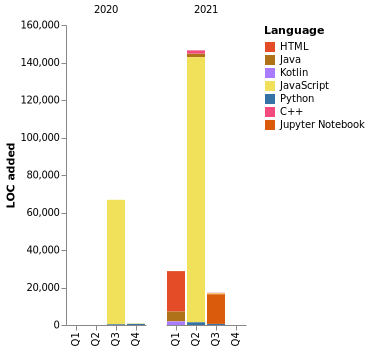 2020 2021
LOC added
160,000
140,000
120,000
100,000
80,000
60,000
40,000
20,000
0
Q1 Q2 Q3 Q4 Q1 Q2 Q3 Q4
Language
HTML
Java
Kotlin
JavaScript
Python
C++
Jupyter Notebook